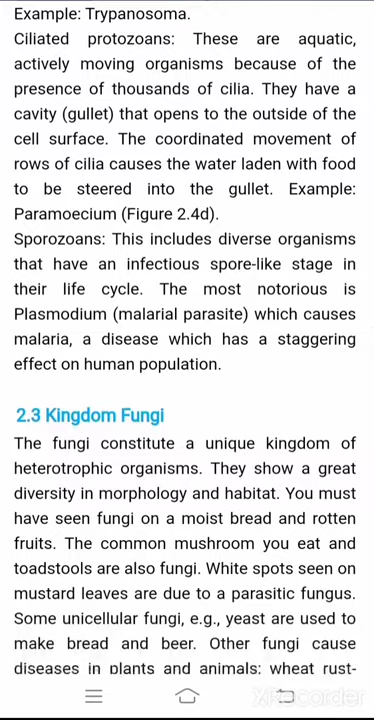 Example: Trypanosoma.
Ciliated protozoans: These are aquatic,
actively moving organisms because of the
presence of thousands of cilia. They have a
cavity (gullet) that opens to the outside of the
cell surface. The coordinated movement of
rows of cilia causes the water laden with food
to be steered into the gullet. Example:
Paramoecium (Figure 2.4d).
Sporozoans: This includes diverse organisms
that have an infectious spore-like stage in
their life cycle. The most notorious is
Plasmodium (malarial parasite) which causes
malaria, a disease which has a staggering
effect on human population.
2.3 Kingdom Fungi
The fungi constitute a unique kingdom of
heterotrophic organisms. They show a great
diversity in morphology and habitat. You must
have seen fungi on a moist bread and rotten
fruits. The common mushroom you eat and
toadstools are also fungi. White spots seen on
mustard leaves are due to a parasitic fungus.
Some unicellular fungi, e.g., yeast are used to
make bread and beer. Other fungi cause
diseases in plants and animals: wheat rust-
XRecorder